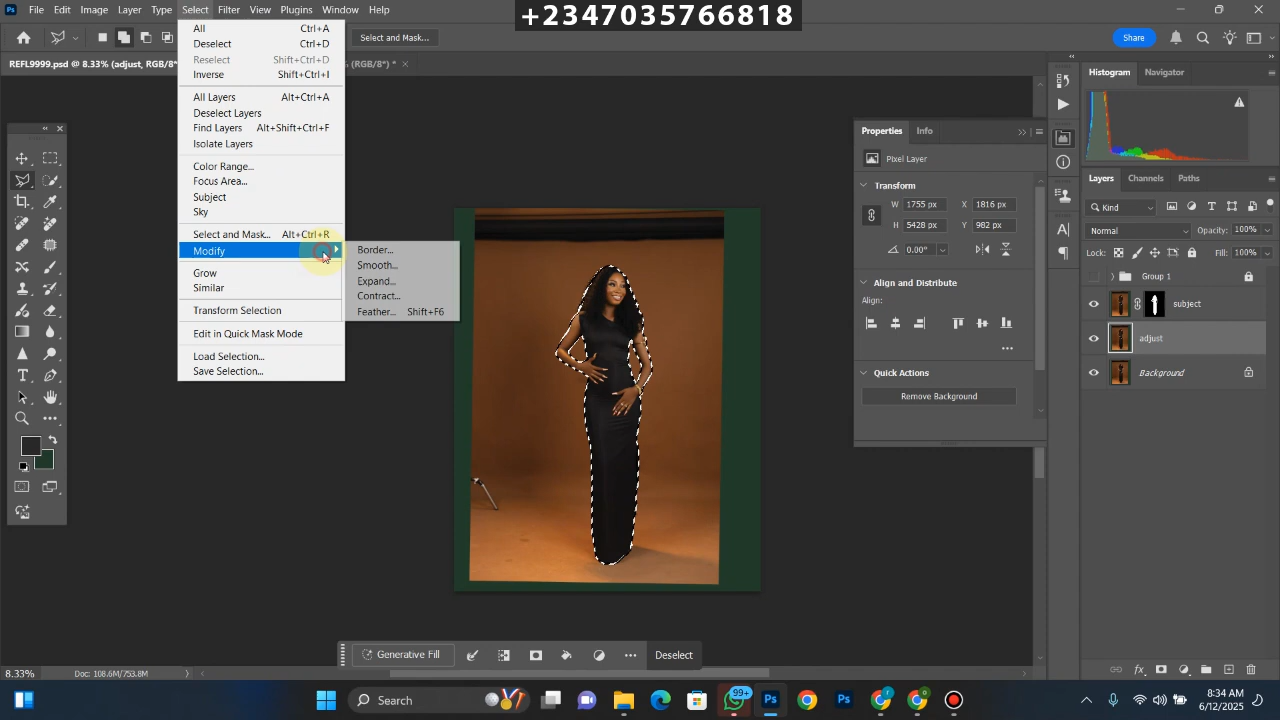 +2347035766818
File Edit Image Layer Type Select Filter View Plugins Window Help
Select and Mask... Share
REFL9999.psd @ 8.33% (adjust, RGB/8*) (RGB/8*) *
All Ctrl+A
Deselect Ctrl+D
Reselect Shift+Ctrl+D
Inverse Shift+Ctrl+I
All Layers Alt+Ctrl+A
Deselect Layers
Find Layers Alt+Shift+Ctrl+F
Isolate Layers
Color Range...
Focus Area...
Subject
Sky
Select and Mask... Alt+Ctrl+R
Modify
Grow
Similar
Transform Selection
Edit in Quick Mask Mode
Load Selection...
Save Selection...
Border...
Smooth...
Expand...
Contract...
Feather... Shift+F6
Properties Info
Pixel Layer
Transform
W 1755 px X 1816 px
H 5428 px Y 982 px
0.00°
Align and Distribute
Align:
Quick Actions
Remove Background
Histogram Navigator
Layers Channels Paths
Kind
Normal Opacity: 100%
Lock: Fill: 100%
Group 1
subject
adjust
Background
Generative Fill Deselect
8.33% Doc: 108.6M/753.8M
Search
99+
8:34 AM
6/12/2025